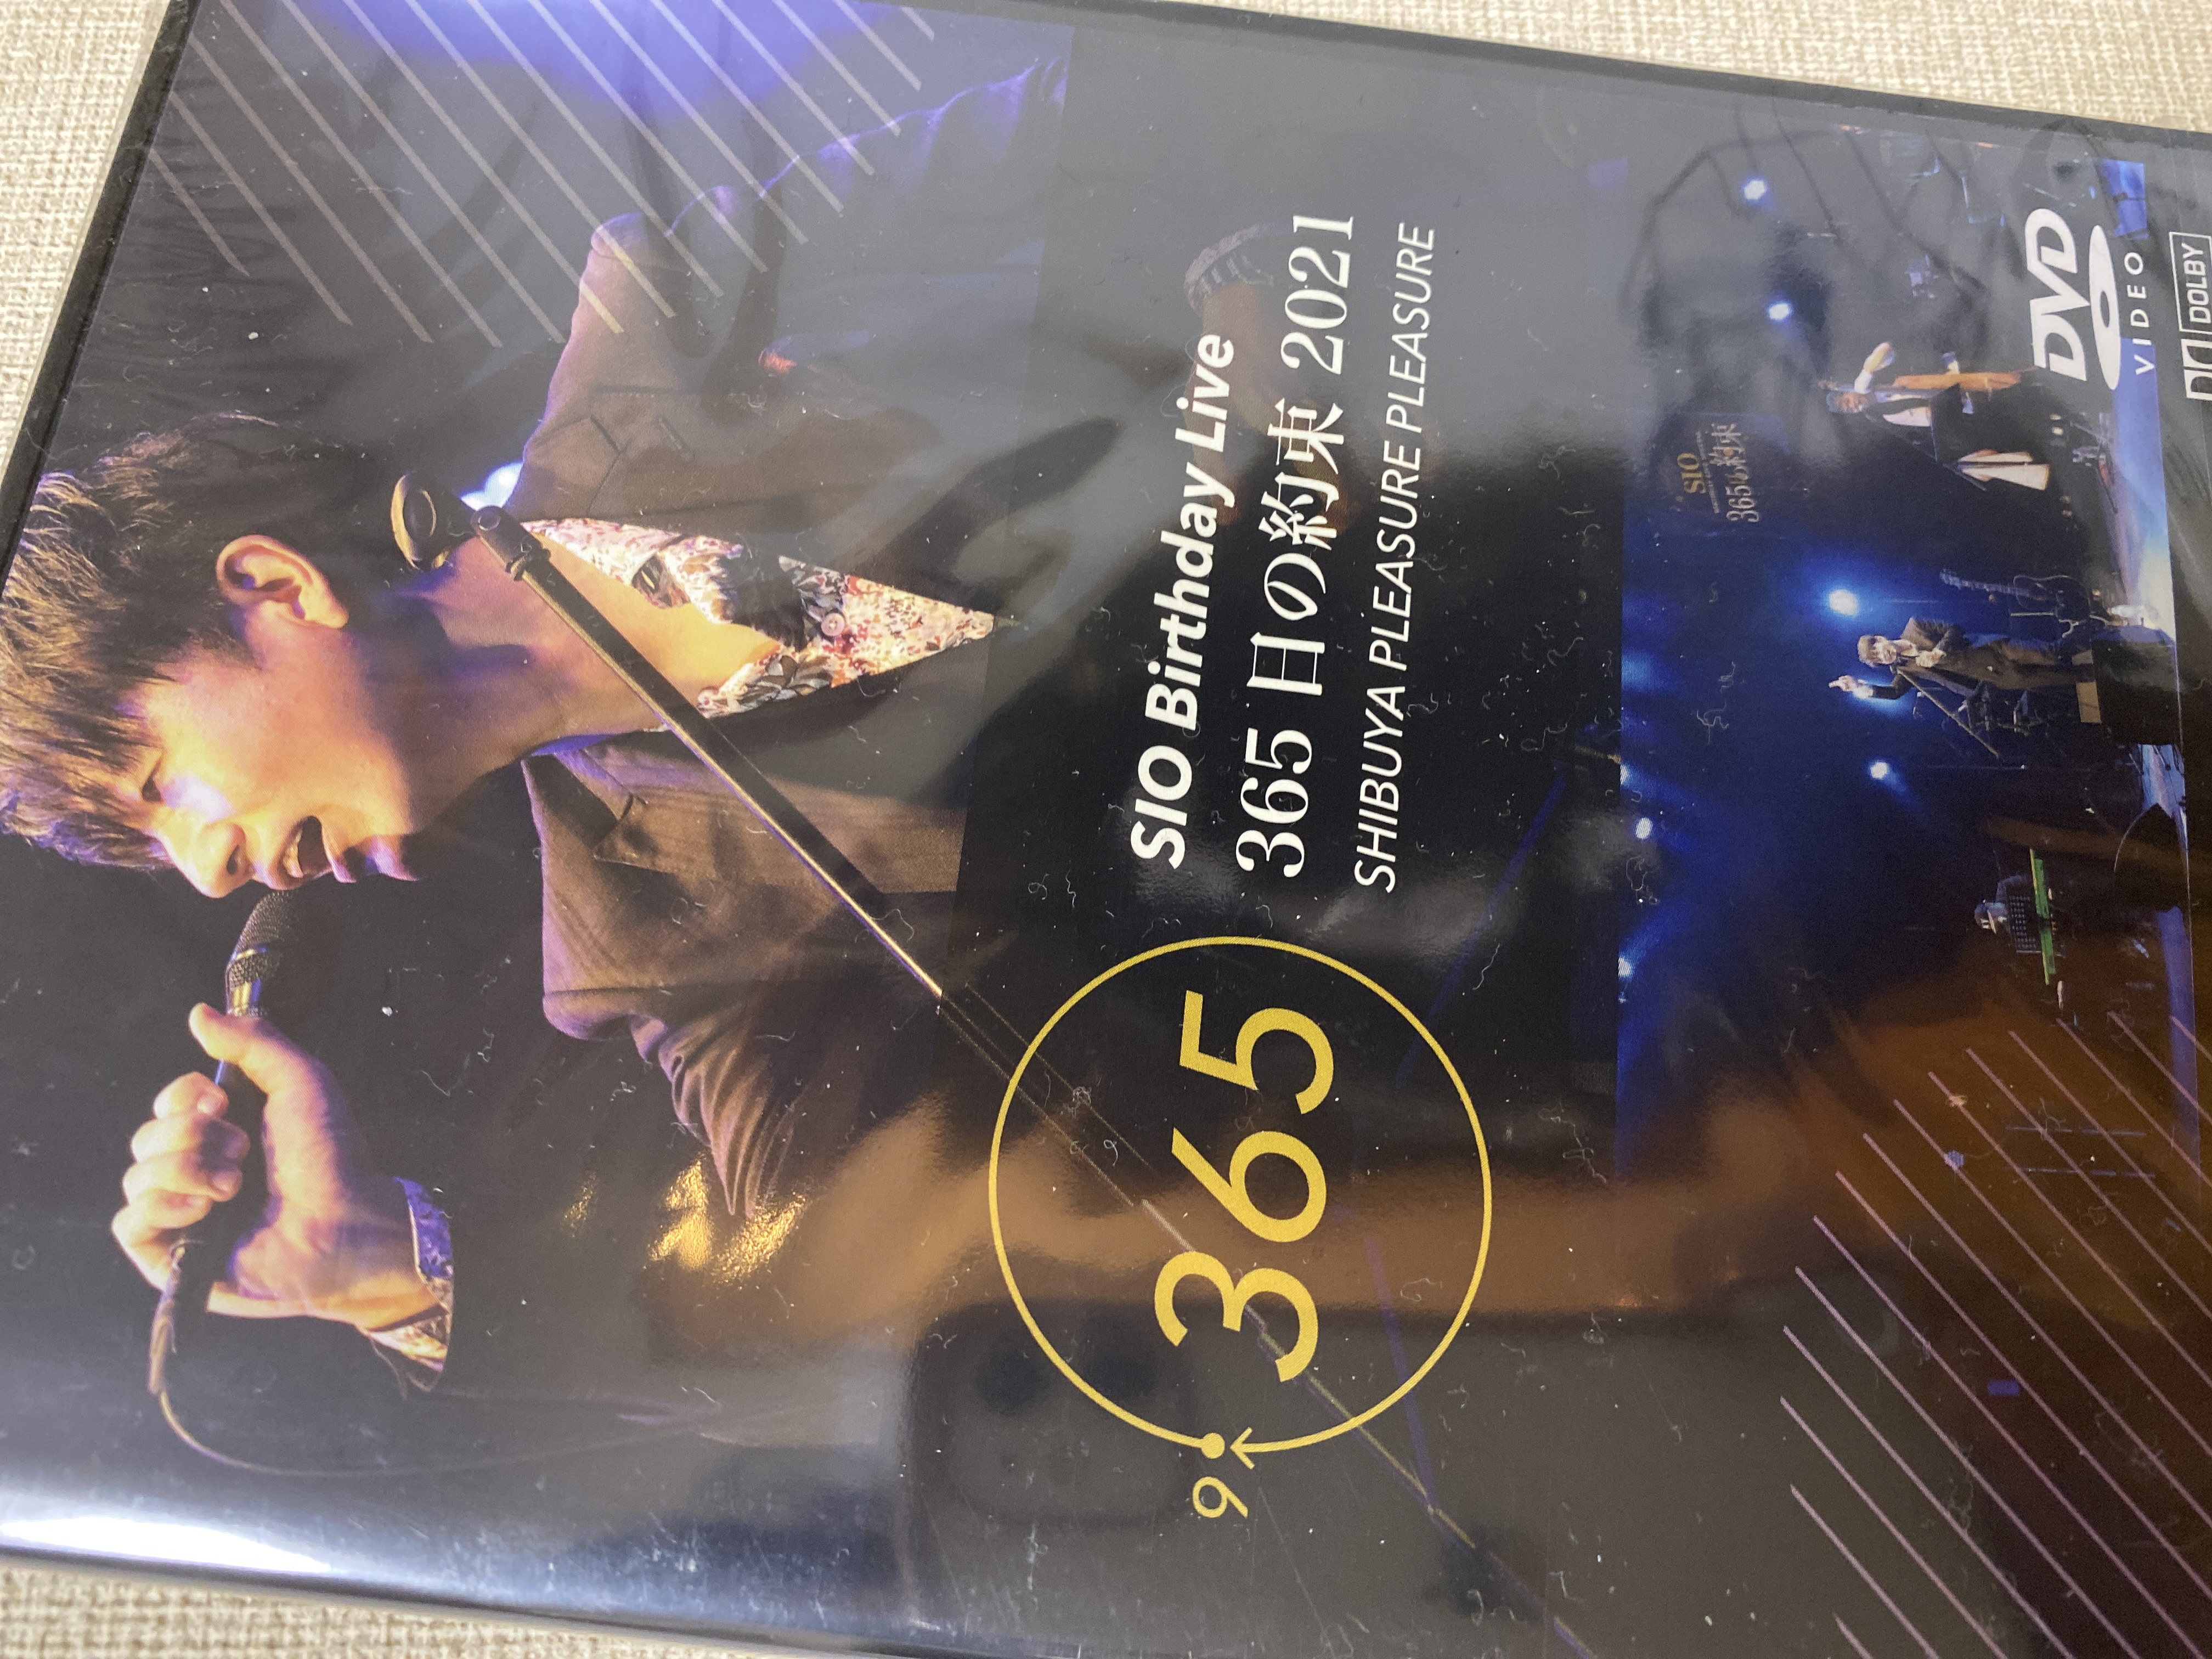 SIO Birthday Live
365日の約束 2021
SHIBUYA PLEASURE PLEASURE
9
365
SIO
365の約束
DVD
VIDEO
DOLBY